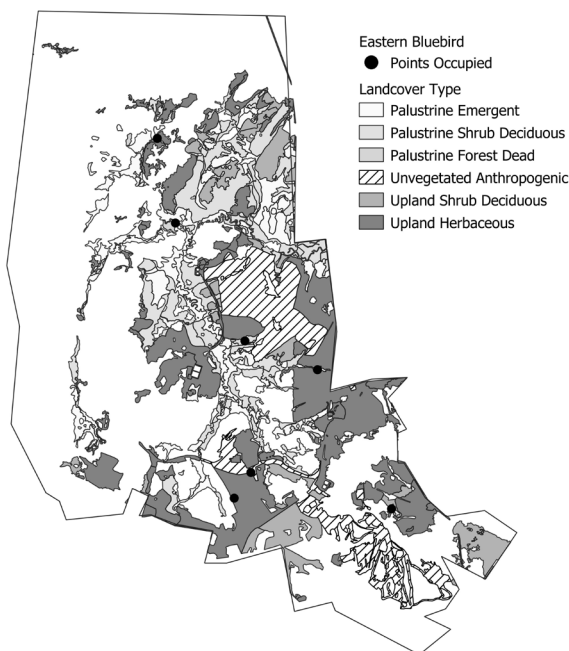 Eastern Bluebird
Points Occupied
Landcover Type
Palustrine Emergent
Palustrine Shrub Deciduous
Palustrine Forest Dead
Unvegetated Anthropogenic
Upland Shrub Deciduous
Upland Herbaceous